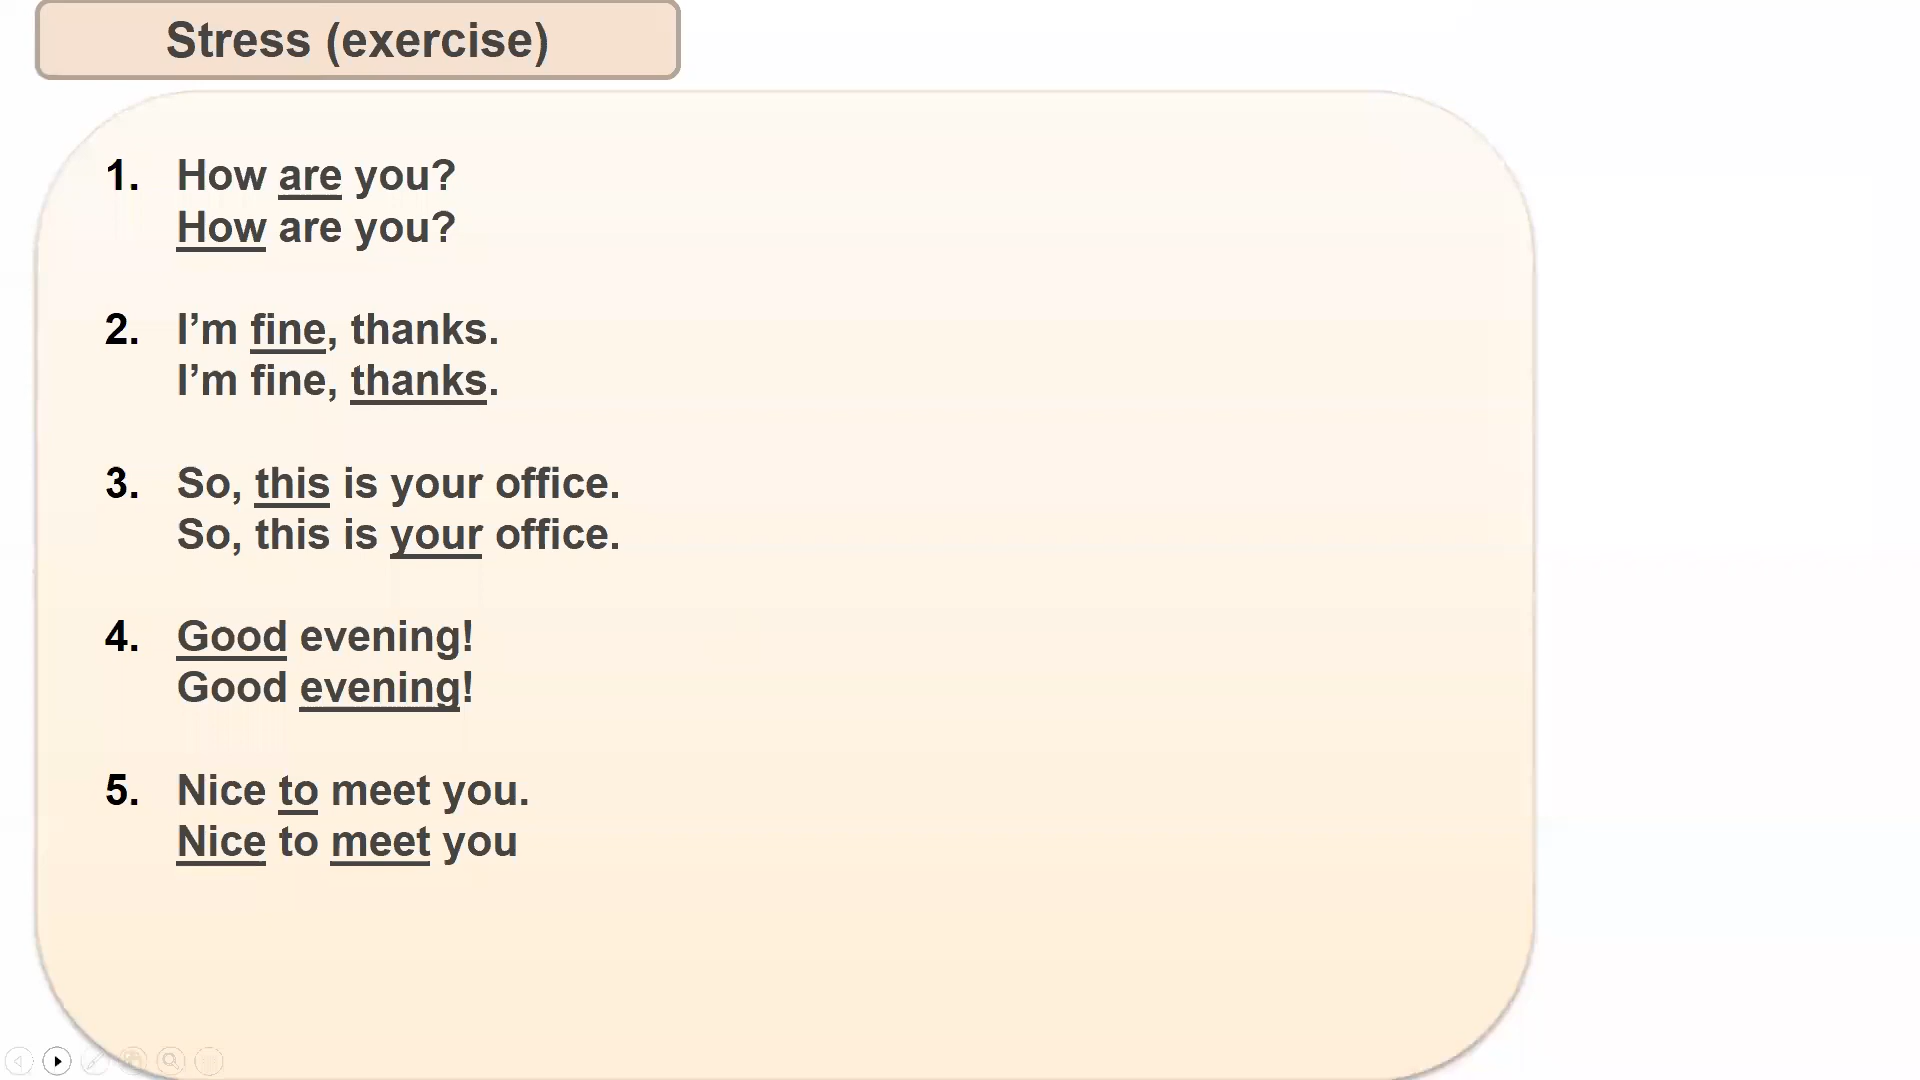 Stress (exercise)
1. How are you?
How are you?
2. I’m fine, thanks.
I’m fine, thanks.
3. So, this is your office.
So, this is your office.
4. Good evening!
Good evening!
5. Nice to meet you.
Nice to meet you